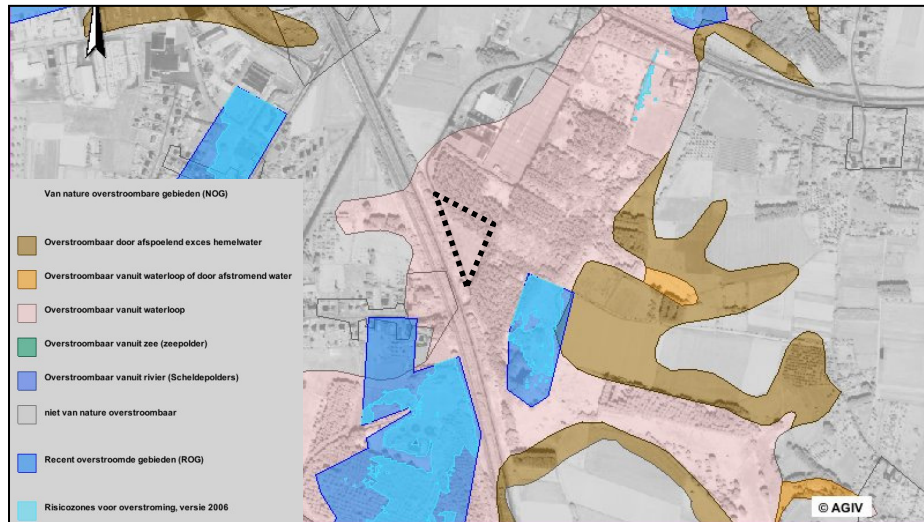 Van nature overstroombare gebieden (NOG)
Overstroombaar door afspoelend exces hemelwater
Overstroombaar vanuit waterloop of door afstromend water
Overstroombaar vanuit waterloop
Overstroombaar vanuit zee (zeepolder)
Overstroombaar vanuit rivier (Scheldepolders)
niet van nature overstroombaar
Recent overstroomde gebieden (ROG)
Risicozones voor overstroming, versie 2006
© AGIV